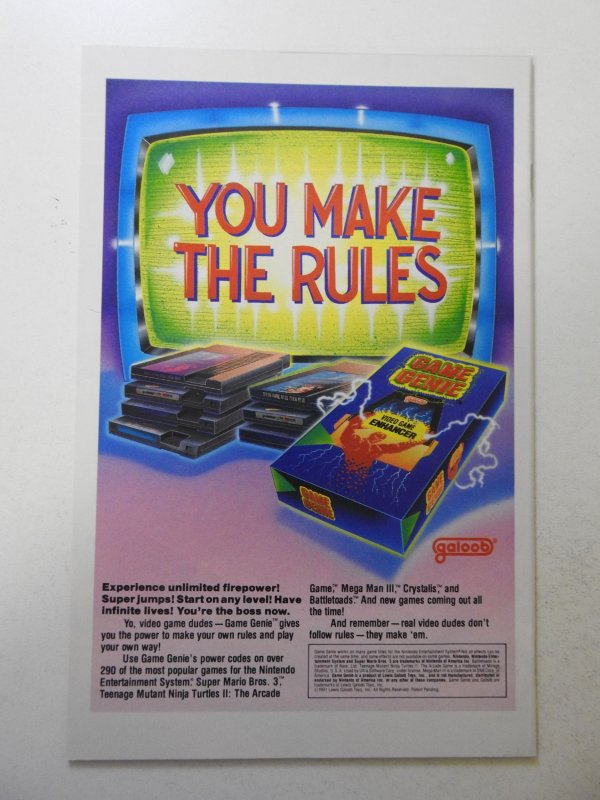 YOU MAKE
THE RULES
GAME
GENIE
galoob
VIDEO GAME
ENHANCER
GAME
GENIE
galoob®
Experience unlimited firepower!
Super jumps! Start on any level! Have
infinite lives! You're the boss now.
Yo, video game dudes — Game Genie™ gives
you the power to make your own rules and play
your own way!
Use Game Genie's power codes on over
290 of the most popular games for the Nintendo
Entertainment System.® Super Mario Bros. 3,™
Teenage Mutant Ninja Turtles II: The Arcade
Game,™ Mega Man III,™ Crystalis,™ and
Battletoads.™ And new games coming out all
the time!
And remember — real video dudes don't
follow rules — they make 'em.